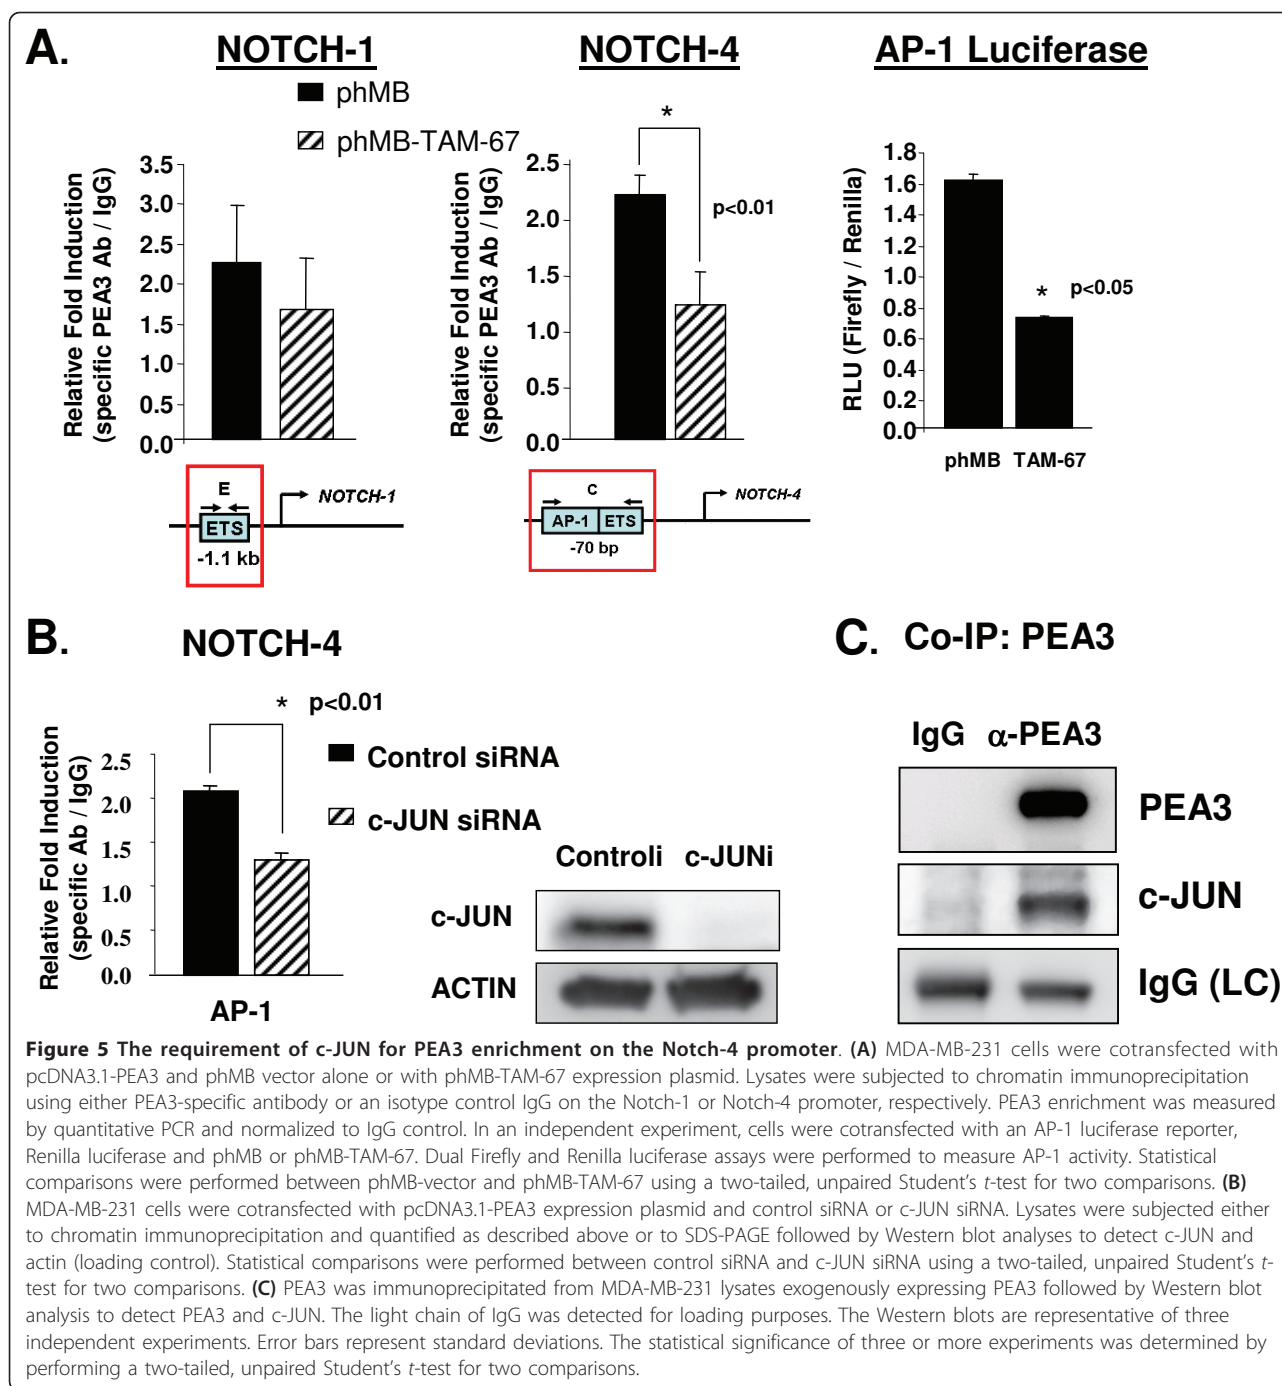 A.
NOTCH-1
NOTCH-4
AP-1 Luciferase
phMB
phMB-TAM-67
Relative Fold Induction
(specific PEA3 Ab / IgG)
3.5
3.0
2.5
2.0
1.5
1.0
0.5
0.0
E
ETS
-1.1 kb
NOTCH-1
Relative Fold Induction
(specific PEA3 Ab / IgG)
2.5
2.0
1.5
1.0
0.5
0.0
*
p<0.01
C
AP-1 ETS
-70 bp
NOTCH-4
RLU (Firefly / Renilla)
1.8
1.6
1.4
1.2
1.0
0.8
0.6
0.4
0.2
0.0
* p<0.05
phMB TAM-67
B.
NOTCH-4
* p<0.01
Relative Fold Induction
(specific Ab / IgG)
2.5
2.0
1.5
1.0
0.5
0.0
AP-1
Control siRNA
c-JUN siRNA
Controli c-JUNi
c-JUN
ACTIN
C. Co-IP: PEA3
IgG α-PEA3
PEA3
c-JUN
IgG (LC)
Figure 5 The requirement of c-JUN for PEA3 enrichment on the Notch-4 promoter. (A) MDA-MB-231 cells were cotransfected with
pcDNA3.1-PEA3 and phMB vector alone or with phMB-TAM-67 expression plasmid. Lysates were subjected to chromatin immunoprecipitation
using either PEA3-specific antibody or an isotype control IgG on the Notch-1 or Notch-4 promoter, respectively. PEA3 enrichment was measured
by quantitative PCR and normalized to IgG control. In an independent experiment, cells were cotransfected with an AP-1 luciferase reporter,
Renilla luciferase and phMB or phMB-TAM-67. Dual Firefly and Renilla luciferase assays were performed to measure AP-1 activity. Statistical
comparisons were performed between phMB-vector and phMB-TAM-67 using a two-tailed, unpaired Student's t-test for two comparisons. (B)
MDA-MB-231 cells were cotransfected with pcDNA3.1-PEA3 expression plasmid and control siRNA or c-JUN siRNA. Lysates were subjected either
to chromatin immunoprecipitation and quantified as described above or to SDS-PAGE followed by Western blot analyses to detect c-JUN and
actin (loading control). Statistical comparisons were performed between control siRNA and c-JUN siRNA using a two-tailed, unpaired Student's t-
test for two comparisons. (C) PEA3 was immunoprecipitated from MDA-MB-231 lysates exogenously expressing PEA3 followed by Western blot
analysis to detect PEA3 and c-JUN. The light chain of IgG was detected for loading purposes. The Western blots are representative of three
independent experiments. Error bars represent standard deviations. The statistical significance of three or more experiments was determined by
performing a two-tailed, unpaired Student's t-test for two comparisons.